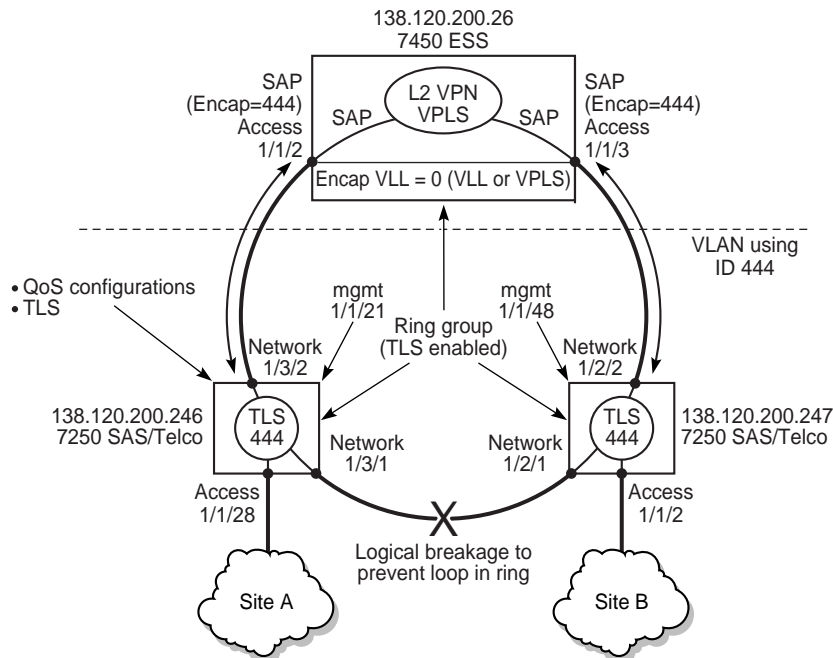 138.120.200.26
7450 ESS
SAP
(Encap=444)
Access
1/1/2
SAP
L2 VPN
VPLS
SAP
SAP
(Encap=444)
Access
1/1/3
Encap VLL = 0 (VLL or VPLS)
VLAN using
ID 444
• QoS configurations
• TLS
mgmt
1/1/21
mgmt
1/1/48
Ring group
(TLS enabled)
Network
1/3/2
Network
1/2/2
138.120.200.246
7250 SAS/Telco
TLS
444
TLS
444
138.120.200.247
7250 SAS/Telco
Network
1/3/1
Network
1/2/1
Access
1/1/28
Access
1/1/2
X
Logical breakage to
prevent loop in ring
Site A
Site B